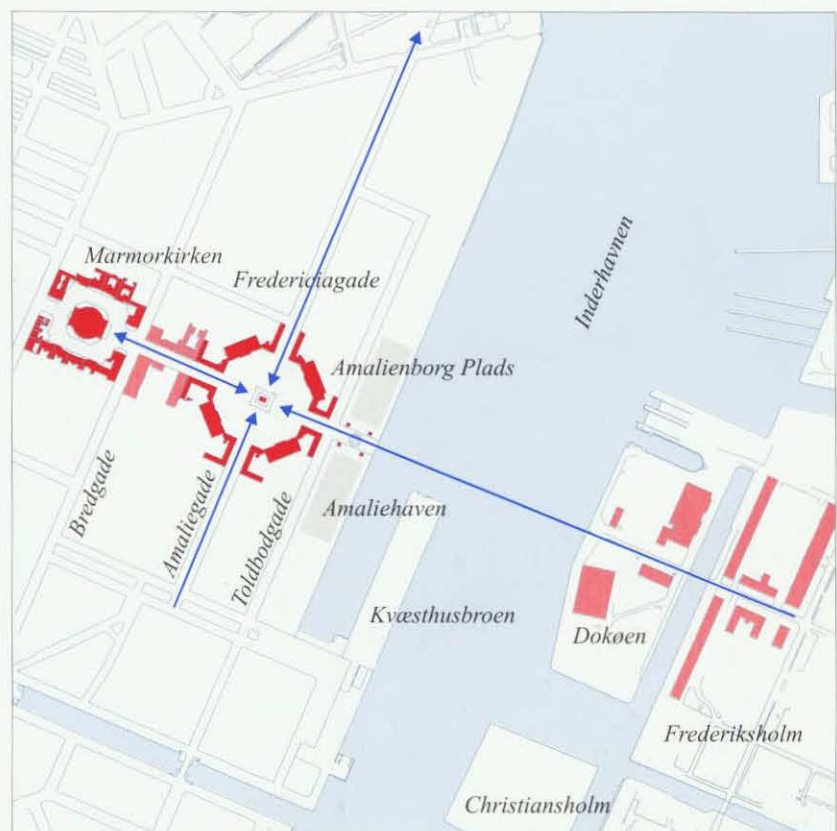 Marmorkirken
Fredericiagade
Inderhavnen
Amalienborg Plads
Bredgade
Amaliegade
Toldbodgade
Amaliehaven
Kvæsthusbroen
Dokøen
Frederiksholm
Christiansholm